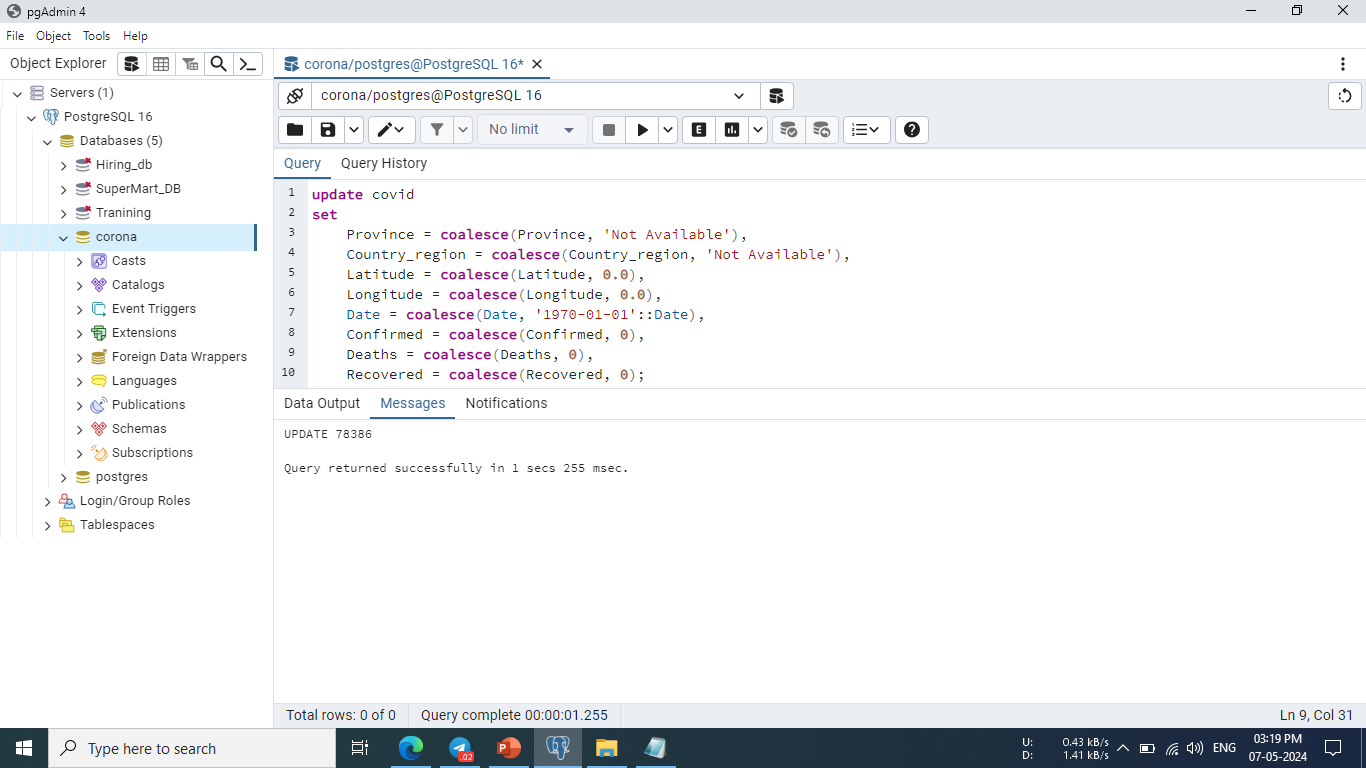 pgAdmin 4
File Object Tools Help
Object Explorer
corona/postgres@PostgreSQL 16*
Servers (1)
PostgreSQL 16
Databases (5)
Hiring_db
SuperMart_DB
Tranining
corona
Casts
Catalogs
Event Triggers
Extensions
Foreign Data Wrappers
Languages
Publications
Schemas
Subscriptions
postgres
Login/Group Roles
Tablespaces
corona/postgres@PostgreSQL 16
No limit
E
Query Query History
1 update covid
2 set
3 Province = coalesce(Province, 'Not Available'),
4 Country_region = coalesce(Country_region, 'Not Available'),
5 Latitude = coalesce(Latitude, 0.0),
6 Longitude = coalesce(Longitude, 0.0),
7 Date = coalesce(Date, '1970-01-01'::Date),
8 Confirmed = coalesce(Confirmed, 0),
9 Deaths = coalesce(Deaths, 0),
10 Recovered = coalesce(Recovered, 0);
Data Output Messages Notifications
UPDATE 78386
Query returned successfully in 1 secs 255 msec.
Total rows: 0 of 0 Query complete 00:00:01.255 Ln 9, Col 31
Type here to search
.02
P
U: 0.43 kB/s
D: 1.41 kB/s
ENG
03:19 PM
07-05-2024